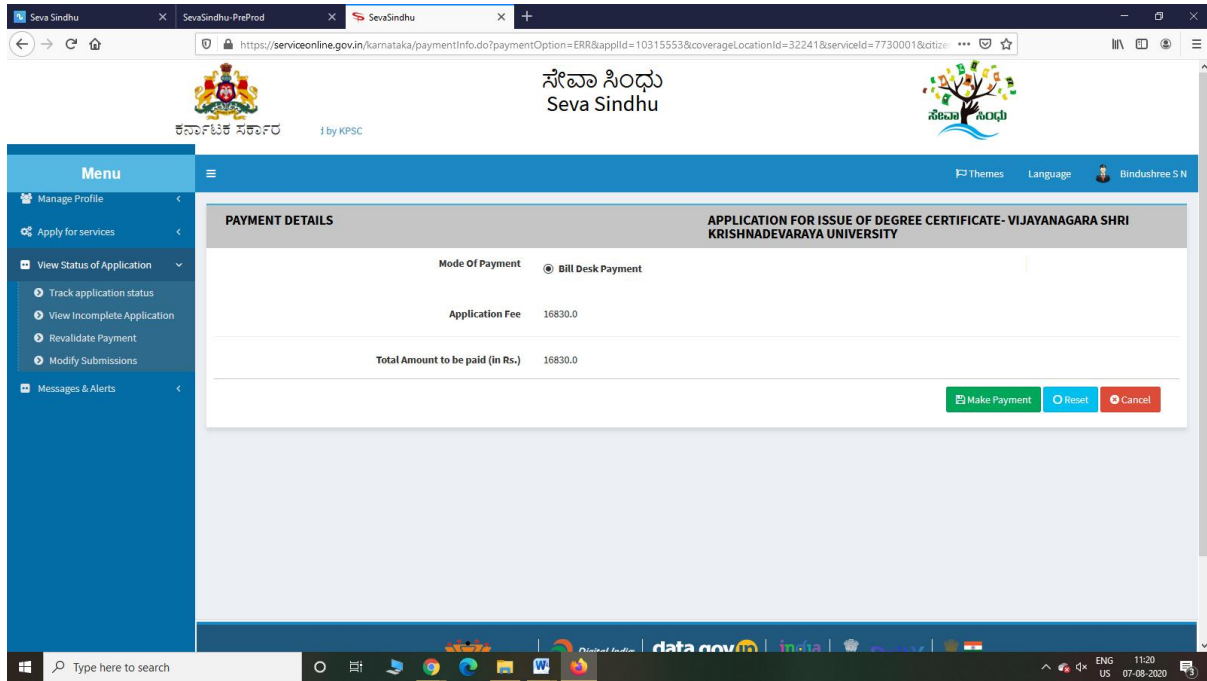 Seva Sindhu
SevaSindhu-PreProd
SevaSindhu
https://serviceonline.gov.in/karnataka/paymentInfo.do?paymentOption=ERR&applId=10315553&coverageLocationId=32241&serviceId=7730001&citize
ಕರ್ನಾಟಕ ಸರ್ಕಾರ
d by KPSC
ಸೇವಾ ಸಿಂಧು
Seva Sindhu
ಸೇವಾ ಸಿಂಧು
Menu
Themes Language Bindushree S N
Manage Profile
Apply for services
View Status of Application
Track application status
View Incomplete Application
Revalidate Payment
Modify Submissions
Messages & Alerts
PAYMENT DETAILS
APPLICATION FOR ISSUE OF DEGREE CERTIFICATE- VIJAYANAGARA SHRI
KRISHNADEVARAYA UNIVERSITY
Mode Of Payment Bill Desk Payment
Application Fee 16830.0
Total Amount to be paid (in Rs.) 16830.0
Make Payment Reset Cancel
Digital India data.gov in india
Type here to search
ENG 11:20
US 07-08-2020
3